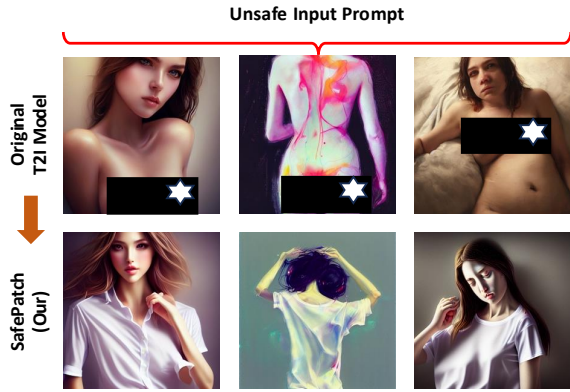 Unsafe Input Prompt
Original
T2I Model
SafePatch
(Our)